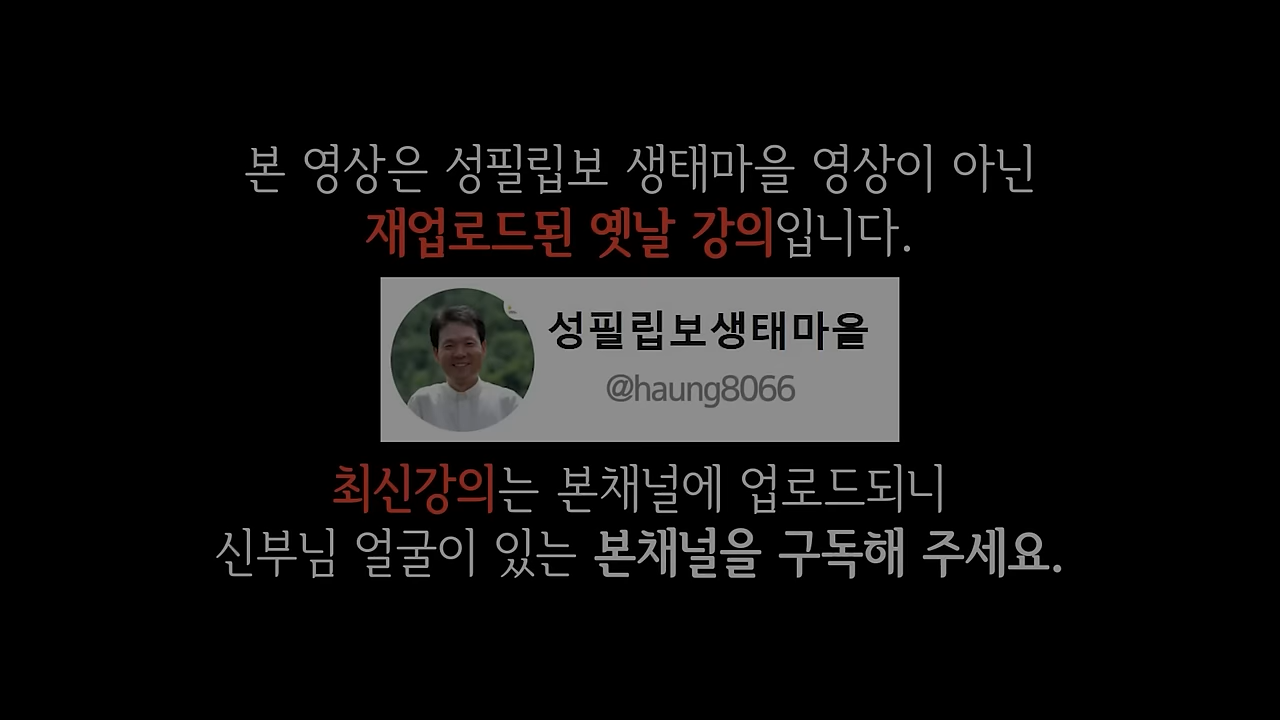 본 영상은 성필립보 생태마을 영상이 아닌
재업로드된 옛날 강의입니다.
성필립보생태마을
@haung8066
최신강의는 본채널에 업로드되니
신부님 얼굴이 있는 본채널을 구독해 주세요.